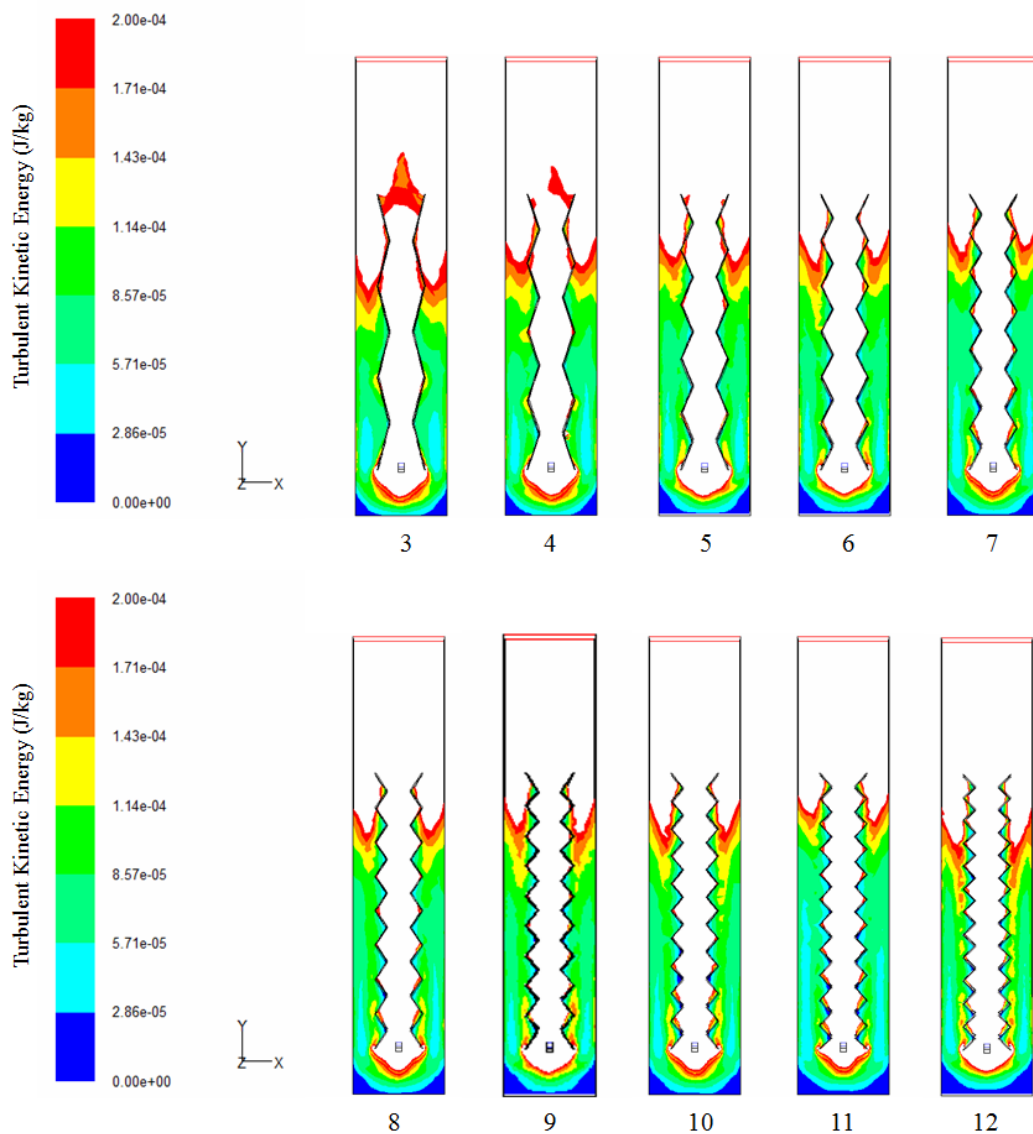 Turbulent Kinetic Energy (J/kg)
2.00e-04
1.71e-04
1.43e-04
1.14e-04
8.57e-05
5.71e-05
2.86e-05
0.00e+00
Y
Z X
3 4 5 6 7
Turbulent Kinetic Energy (J/kg)
2.00e-04
1.71e-04
1.43e-04
1.14e-04
8.57e-05
5.71e-05
2.86e-05
0.00e+00
Y
Z X
8 9 10 11 12